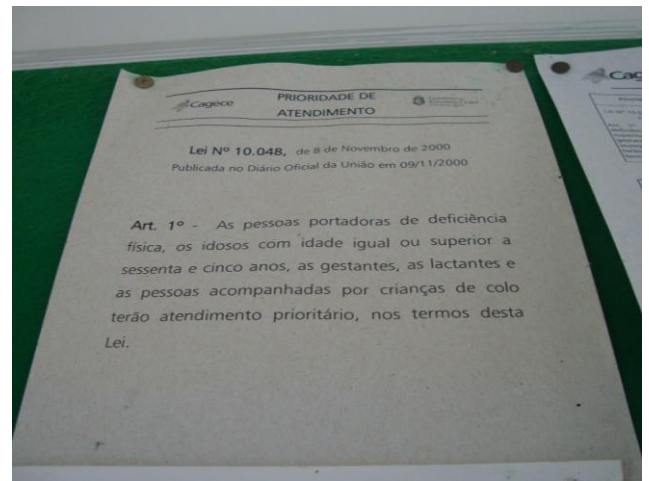 Cagece
PRIORIDADE DE
ATENDIMENTO
Lei Nº 10.048, de 8 de Novembro de 2000
Publicada no Diário Oficial da União em 09/11/2000
Art. 1º - As pessoas portadoras de deficiência
física, os idosos com idade igual ou superior a
sessenta e cinco anos, as gestantes, as lactantes e
as pessoas acompanhadas por crianças de colo
terão atendimento prioritário, nos termos desta
Lei.
Cag